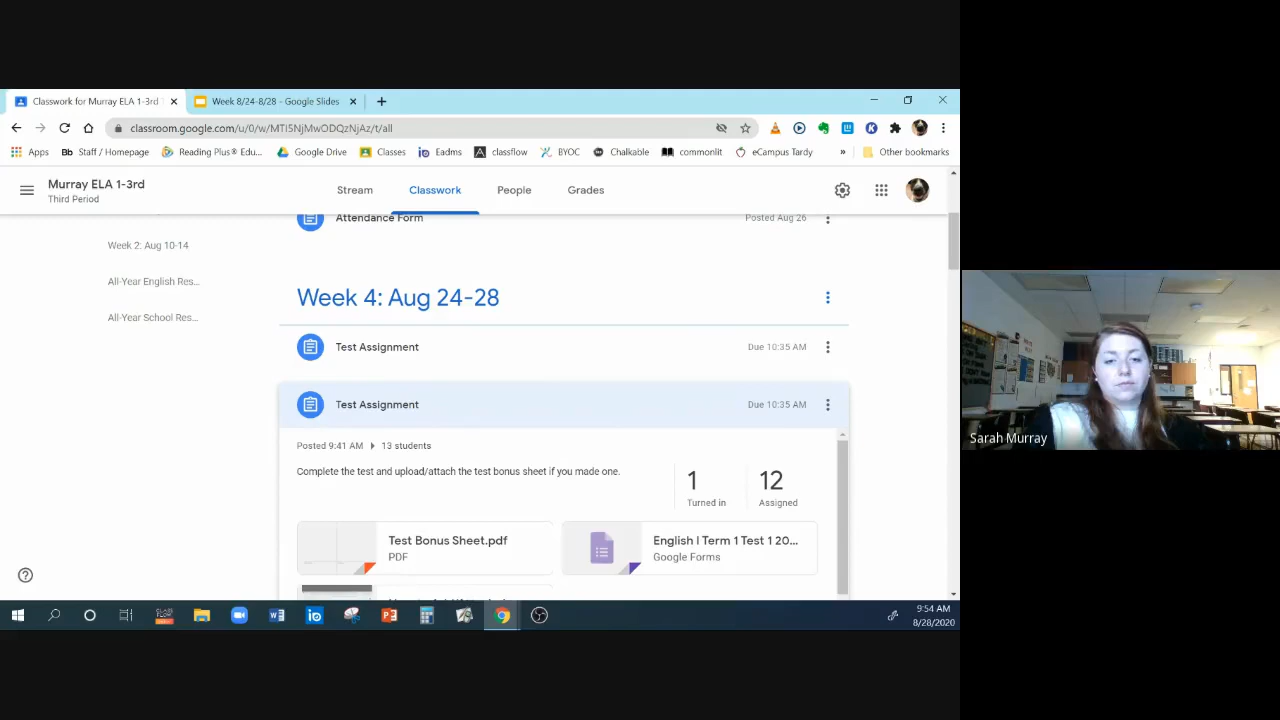 Classwork for Murray ELA 1-3rd
Week 8/24-8/28 - Google Slides
classroom.google.com/u/0/w/MTI5NjMwODQzNjAz/t/all
Apps
Bb Staff / Homepage
Reading Plus® Edu...
Google Drive
Classes
Eadms
classflow
BYOC
Chalkable
commonlit
eCampus Tardy
»
Other bookmarks
Murray ELA 1-3rd
Third Period
Stream
Classwork
People
Grades
Attendance Form
Posted Aug 26
Week 2: Aug 10-14
All-Year English Res...
All-Year School Res...
Week 4: Aug 24-28
Test Assignment
Due 10:35 AM
Test Assignment
Due 10:35 AM
Posted 9:41 AM
13 students
Complete the test and upload/attach the test bonus sheet if you made one.
1
Turned in
12
Assigned
Test Bonus Sheet.pdf
PDF
English I Term 1 Test 1 20...
Google Forms
Sarah Murray
9:54 AM
8/28/2020